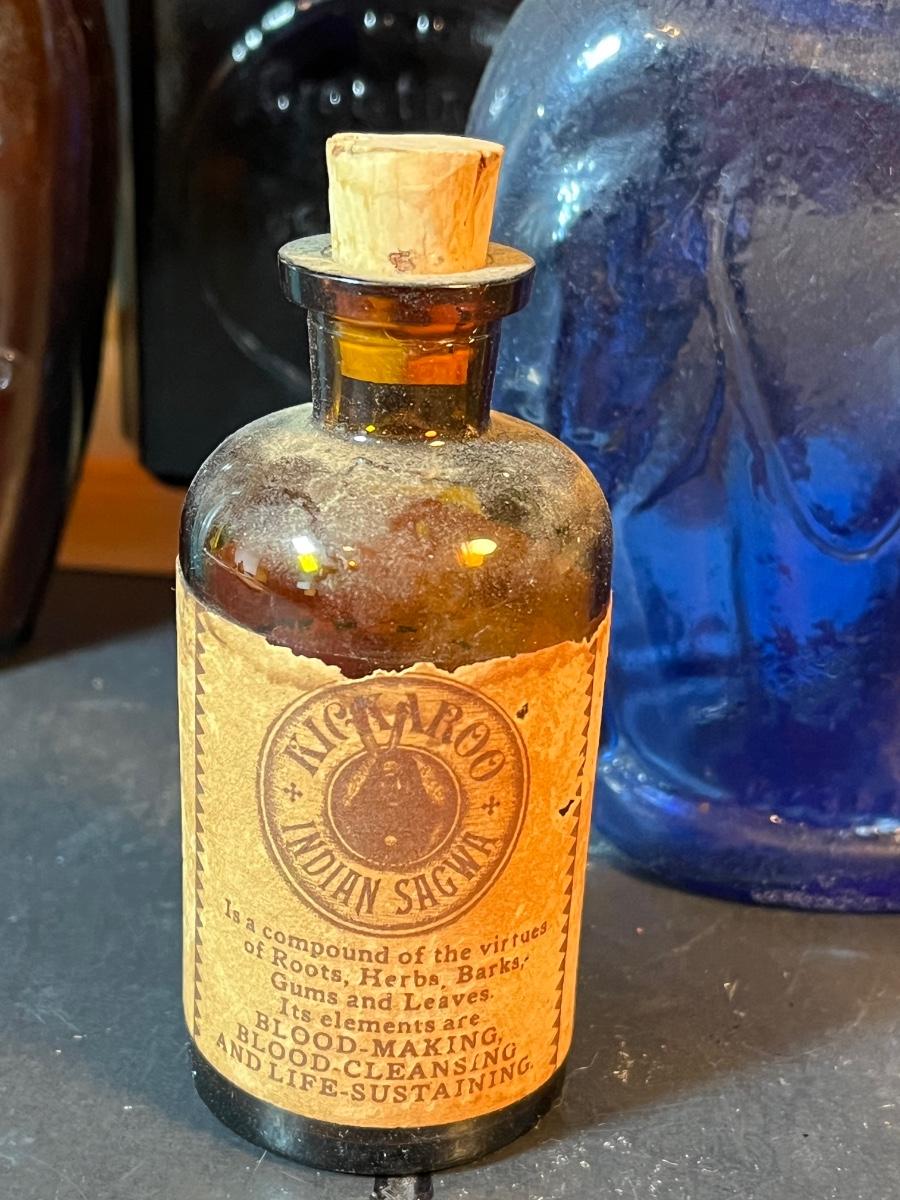 KICKAROO
INDIAN SAGWA
Is a compound of the virtues
of Roots, Herbs, Barks,
Gums and Leaves.
Its elements are
BLOOD-MAKING,
BLOOD-CLEANSING
AND LIFE-SUSTAINING.